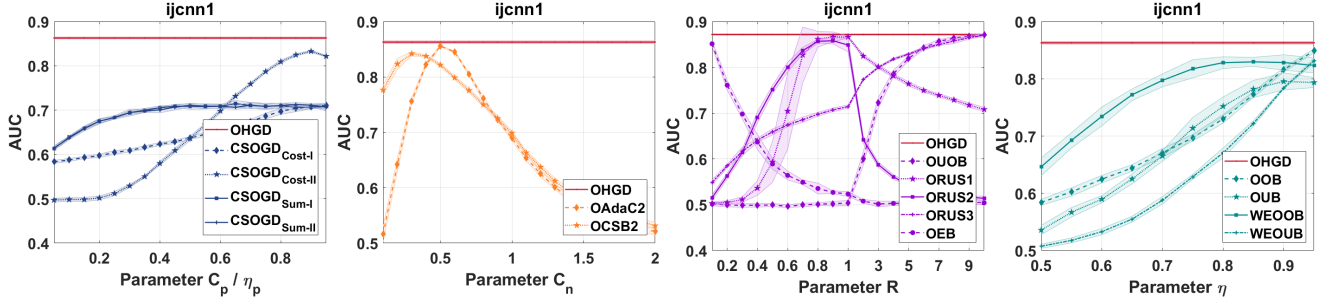 ijcnn1
0.9
0.8
0.7
0.6
0.5
0.4
AUC
0.2 0.4 0.6 0.8
Parameter C_p / η_p
OHGD
CSOGD_Cost-I
CSOGD_Cost-II
CSOGD_Sum-I
CSOGD_Sum-II
ijcnn1
0.9
0.8
0.7
0.6
0.5
AUC
0.5 1 1.5 2
Parameter C_n
OHGD
OAdaC2
OCSB2
ijcnn1
0.9
0.8
0.7
0.6
0.5
0.4
AUC
0.2 0.4 0.6 0.8 1 3 5 7 9
Parameter R
OHGD
OUOB
ORUS1
ORUS2
ORUS3
OEB
ijcnn1
0.9
0.8
0.7
0.6
0.5
AUC
0.5 0.6 0.7 0.8 0.9
Parameter η
OHGD
OOB
OUB
WEOOB
WEOUB